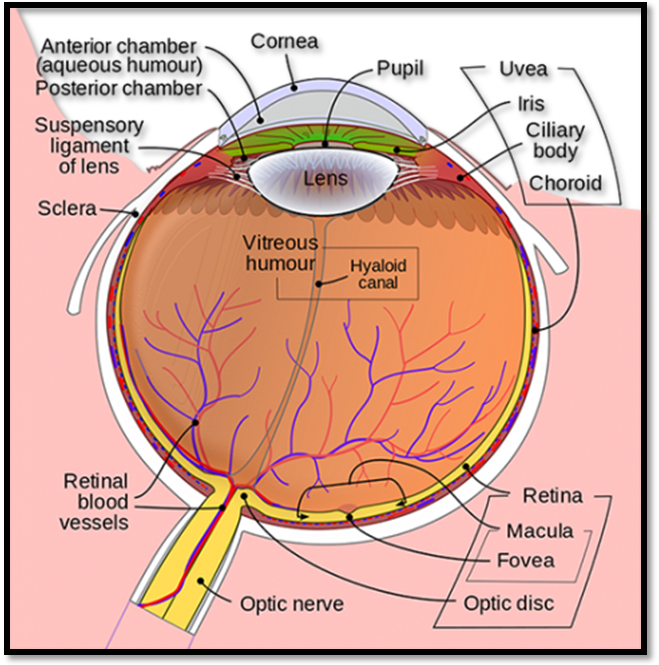 Anterior chamber
(aqueous humour)
Posterior chamber
Suspensory
ligament
of lens
Sclera
Cornea
Pupil
Uvea
Iris
Ciliary
body
Choroid
Lens
Vitreous
humour
Hyaloid
canal
Retinal
blood
vessels
Optic nerve
Retina
Macula
Fovea
Optic disc